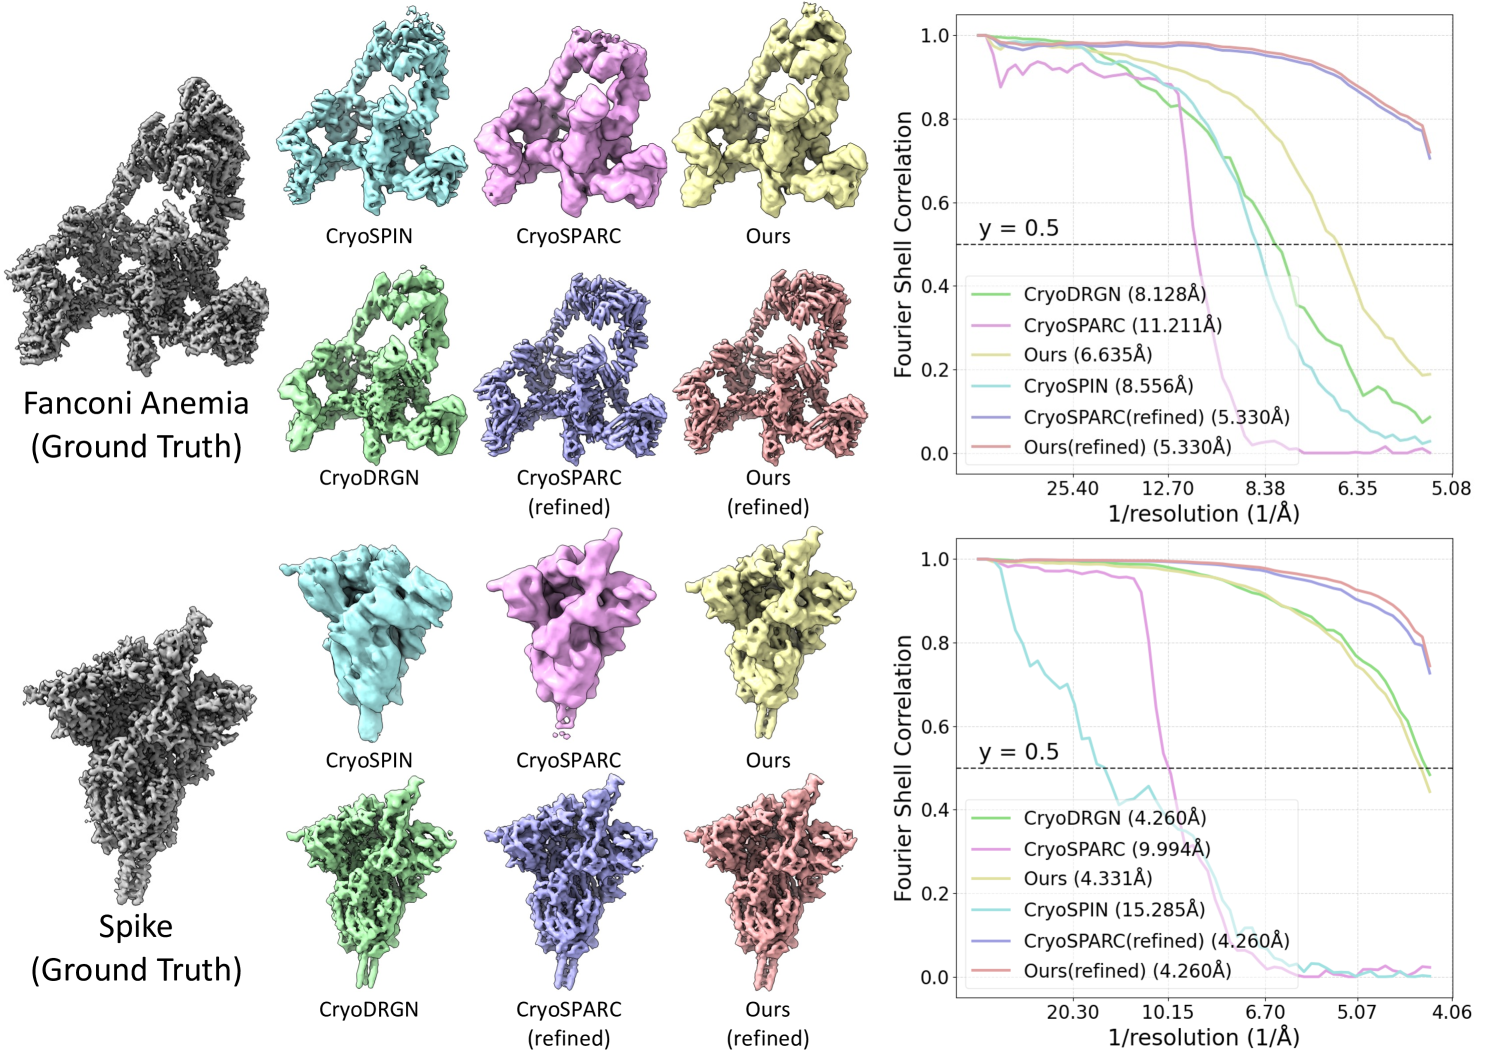 Fanconi Anemia
(Ground Truth)
CryoSPIN
CryoSPARC
Ours
CryoDRGN
CryoSPARC
(refined)
Ours
(refined)
1.0
0.8
0.6
0.4
0.2
0.0
Fourier Shell Correlation
y = 0.5
CryoDRGN (8.128Å)
CryoSPARC (11.211Å)
Ours (6.635Å)
CryoSPIN (8.556Å)
CryoSPARC(refined) (5.330Å)
Ours(refined) (5.330Å)
25.40 12.70 8.38 6.35 5.08
1/resolution (1/Å)
Spike
(Ground Truth)
CryoSPIN
CryoSPARC
Ours
CryoDRGN
CryoSPARC
(refined)
Ours
(refined)
1.0
0.8
0.6
0.4
0.2
0.0
Fourier Shell Correlation
y = 0.5
CryoDRGN (4.260Å)
CryoSPARC (9.994Å)
Ours (4.331Å)
CryoSPIN (15.285Å)
CryoSPARC(refined) (4.260Å)
Ours(refined) (4.260Å)
20.30 10.15 6.70 5.07 4.06
1/resolution (1/Å)